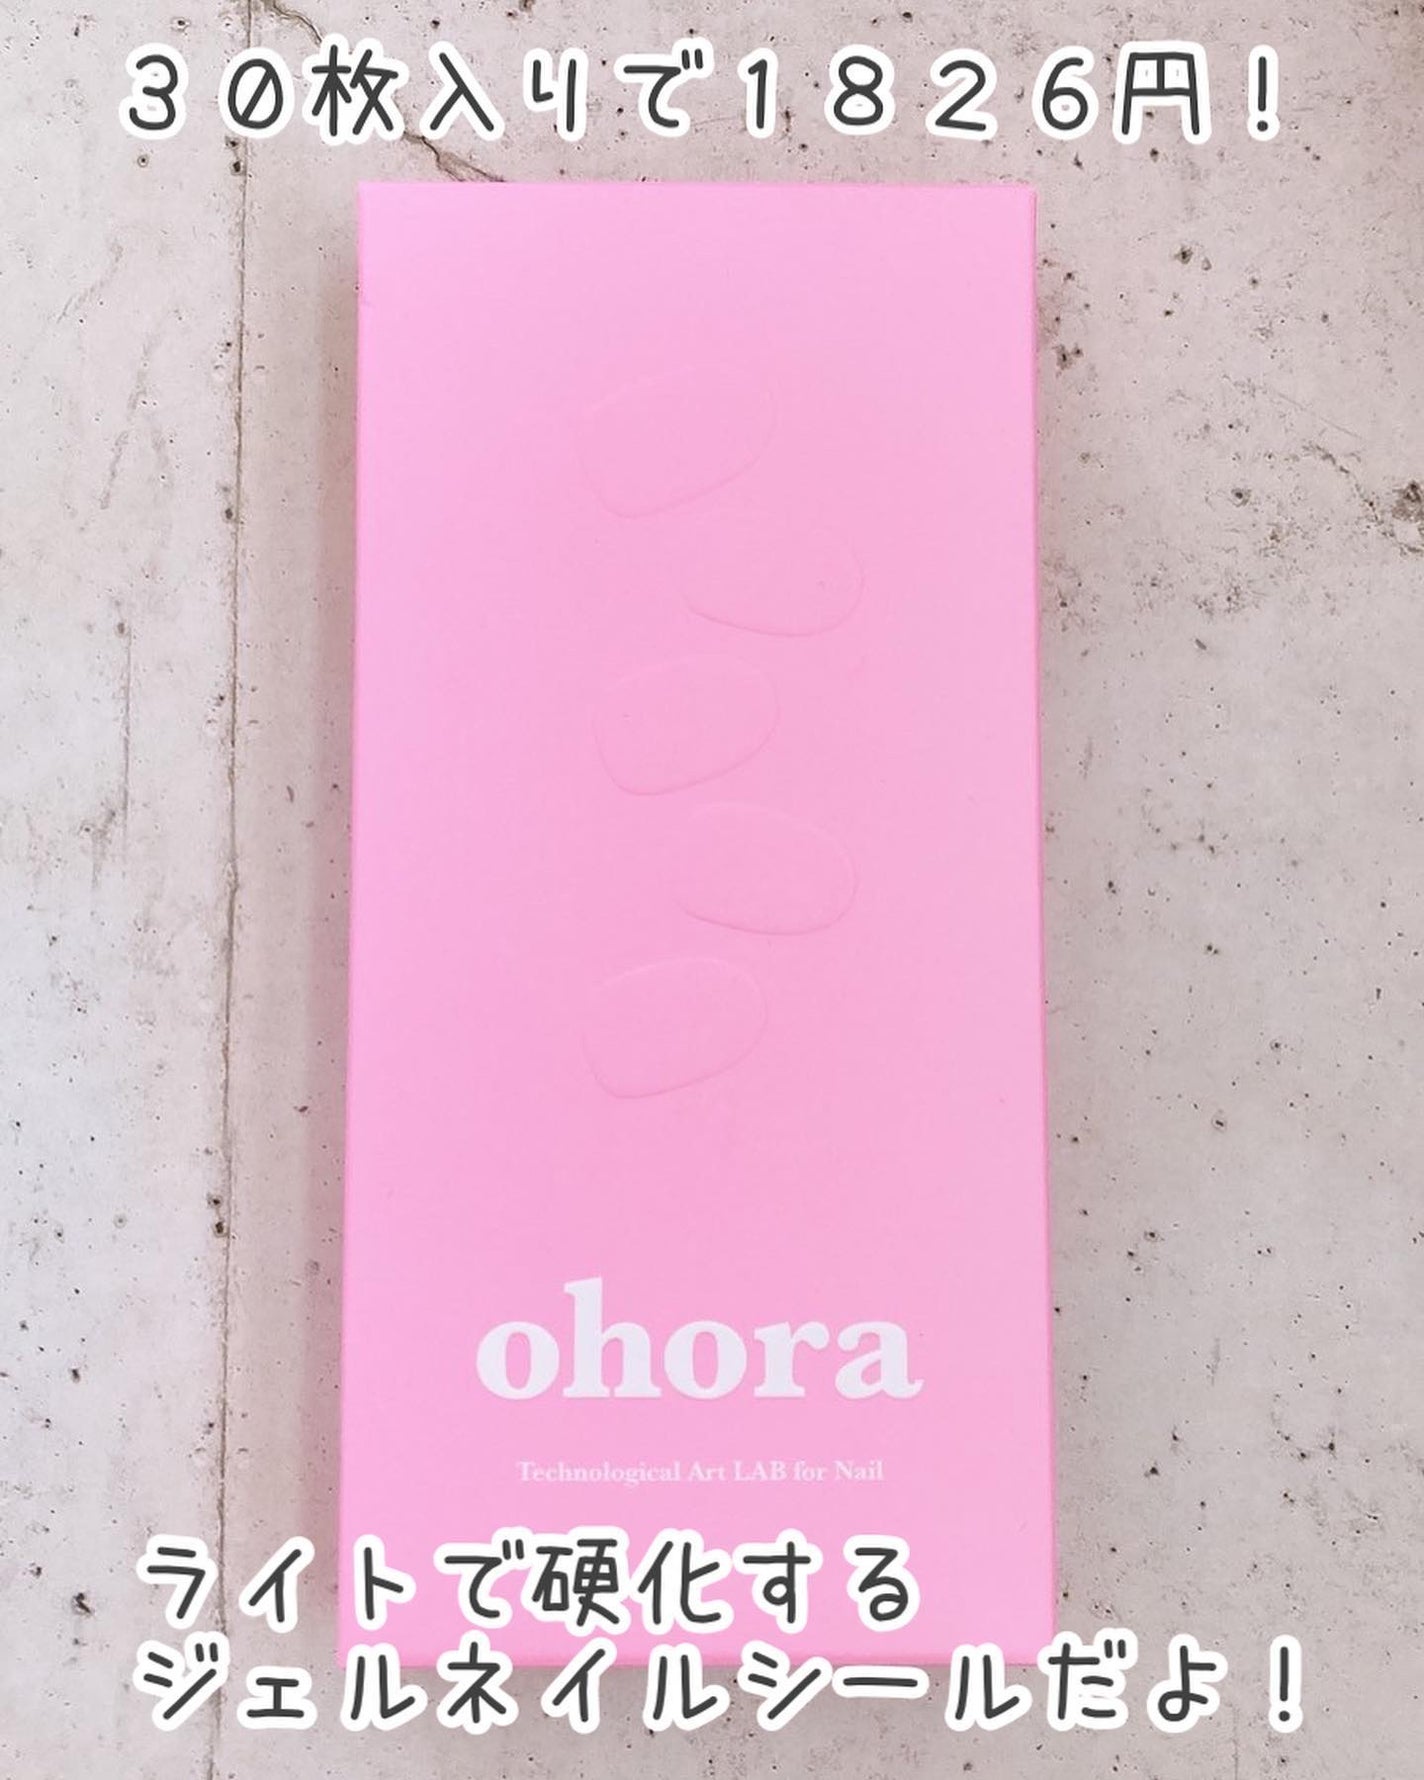 ３０枚入りで１８２６円！
ohora
Technological Art LAB for Nail
ライトで硬化する
ジェルネイルシールだよ！